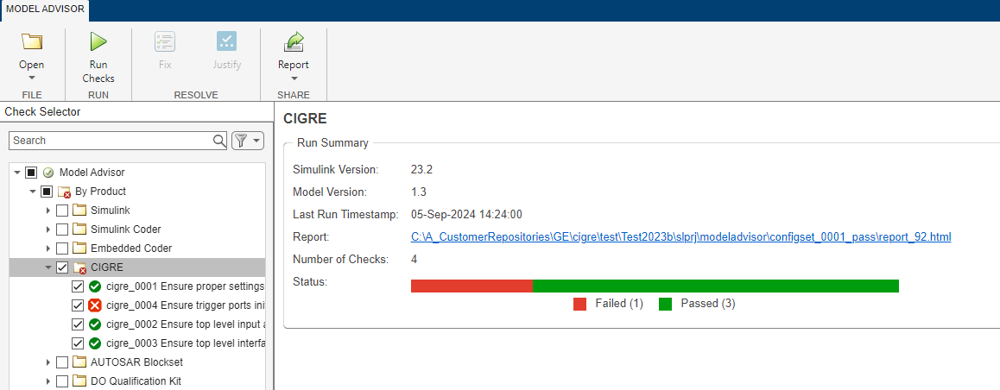 MODEL ADVISOR
Open
Run Checks
Fix
Justify
Report
FILE
RUN
RESOLVE
SHARE
Check Selector
Search
Model Advisor
By Product
Simulink
Simulink Coder
Embedded Coder
CIGRE
cigre_0001 Ensure proper settings
cigre_0004 Ensure trigger ports ini
cigre_0002 Ensure top level input a
cigre_0003 Ensure top level interfa
AUTOSAR Blockset
DO Qualification Kit
CIGRE
Run Summary
Simulink Version: 23.2
Model Version: 1.3
Last Run Timestamp: 05-Sep-2024 14:24:00
Report: C:\A_CustomerRepositories\GE\cigre\test\Test2023b\slprj\modeladvisor\configset_0001_pass\report_92.html
Number of Checks: 4
Status:
Failed (1) Passed (3)